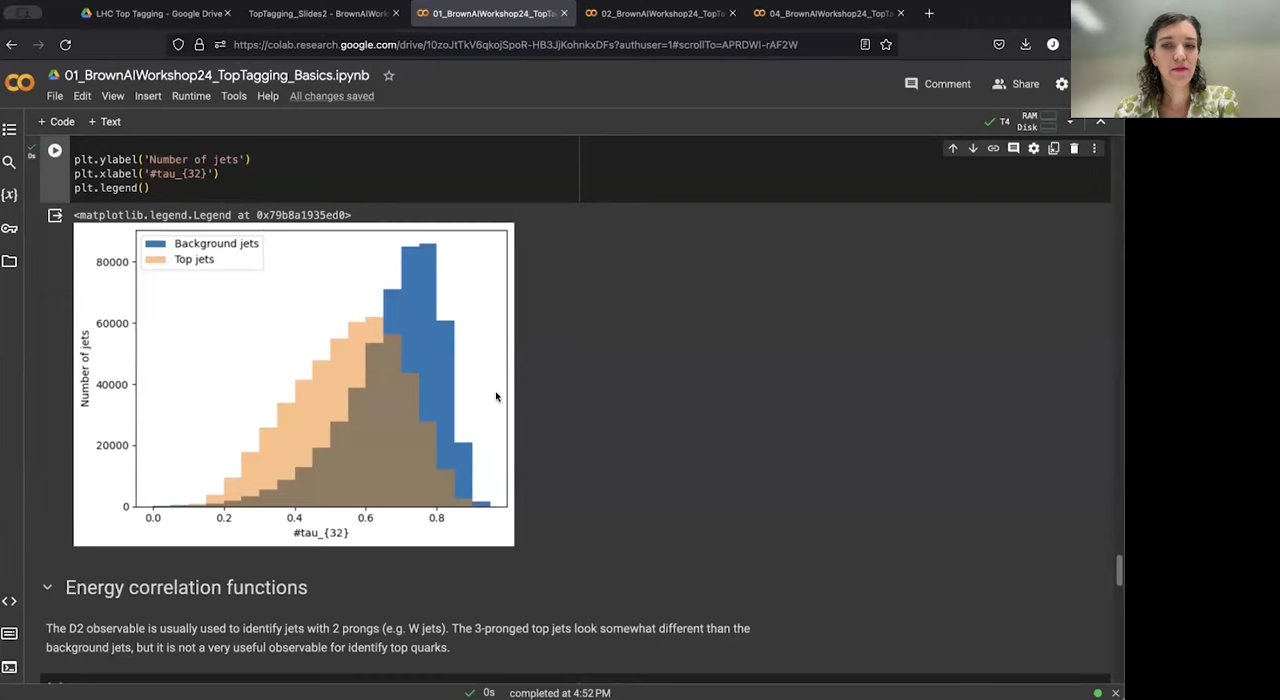 LHC Top Tagging - Google Drive
TopTagging_Slides2 - BrownAIWork
01_BrownAIWorkshop24_TopTa
02_BrownAIWorkshop24_TopT
04_BrownAIWorkshop24_TopT
https://colab.research.google.com/drive/10zoJtTkV6qkojSpoR-HB3JjKohnkxDFs?authuser=1#scrollTo=APRDWI-rAF2W
J
01_BrownAIWorkshop24_TopTagging_Basics.ipynb
File Edit View Insert Runtime Tools Help All changes saved
Comment Share
+ Code + Text
T4 RAM
Disk
0s
plt.ylabel('Number of jets')
plt.xlabel('#tau_{32}')
plt.legend()
<matplotlib.legend.Legend at 0x79b8a1935ed0>
Background jets
Top jets
80000
60000
40000
20000
0
Number of jets
0.0 0.2 0.4 0.6 0.8
#tau_{32}
Energy correlation functions
The D2 observable is usually used to identify jets with 2 prongs (e.g. W jets). The 3-pronged top jets look somewhat different than the
background jets, but it is not a very useful observable for identify top quarks.
0s completed at 4:52 PM